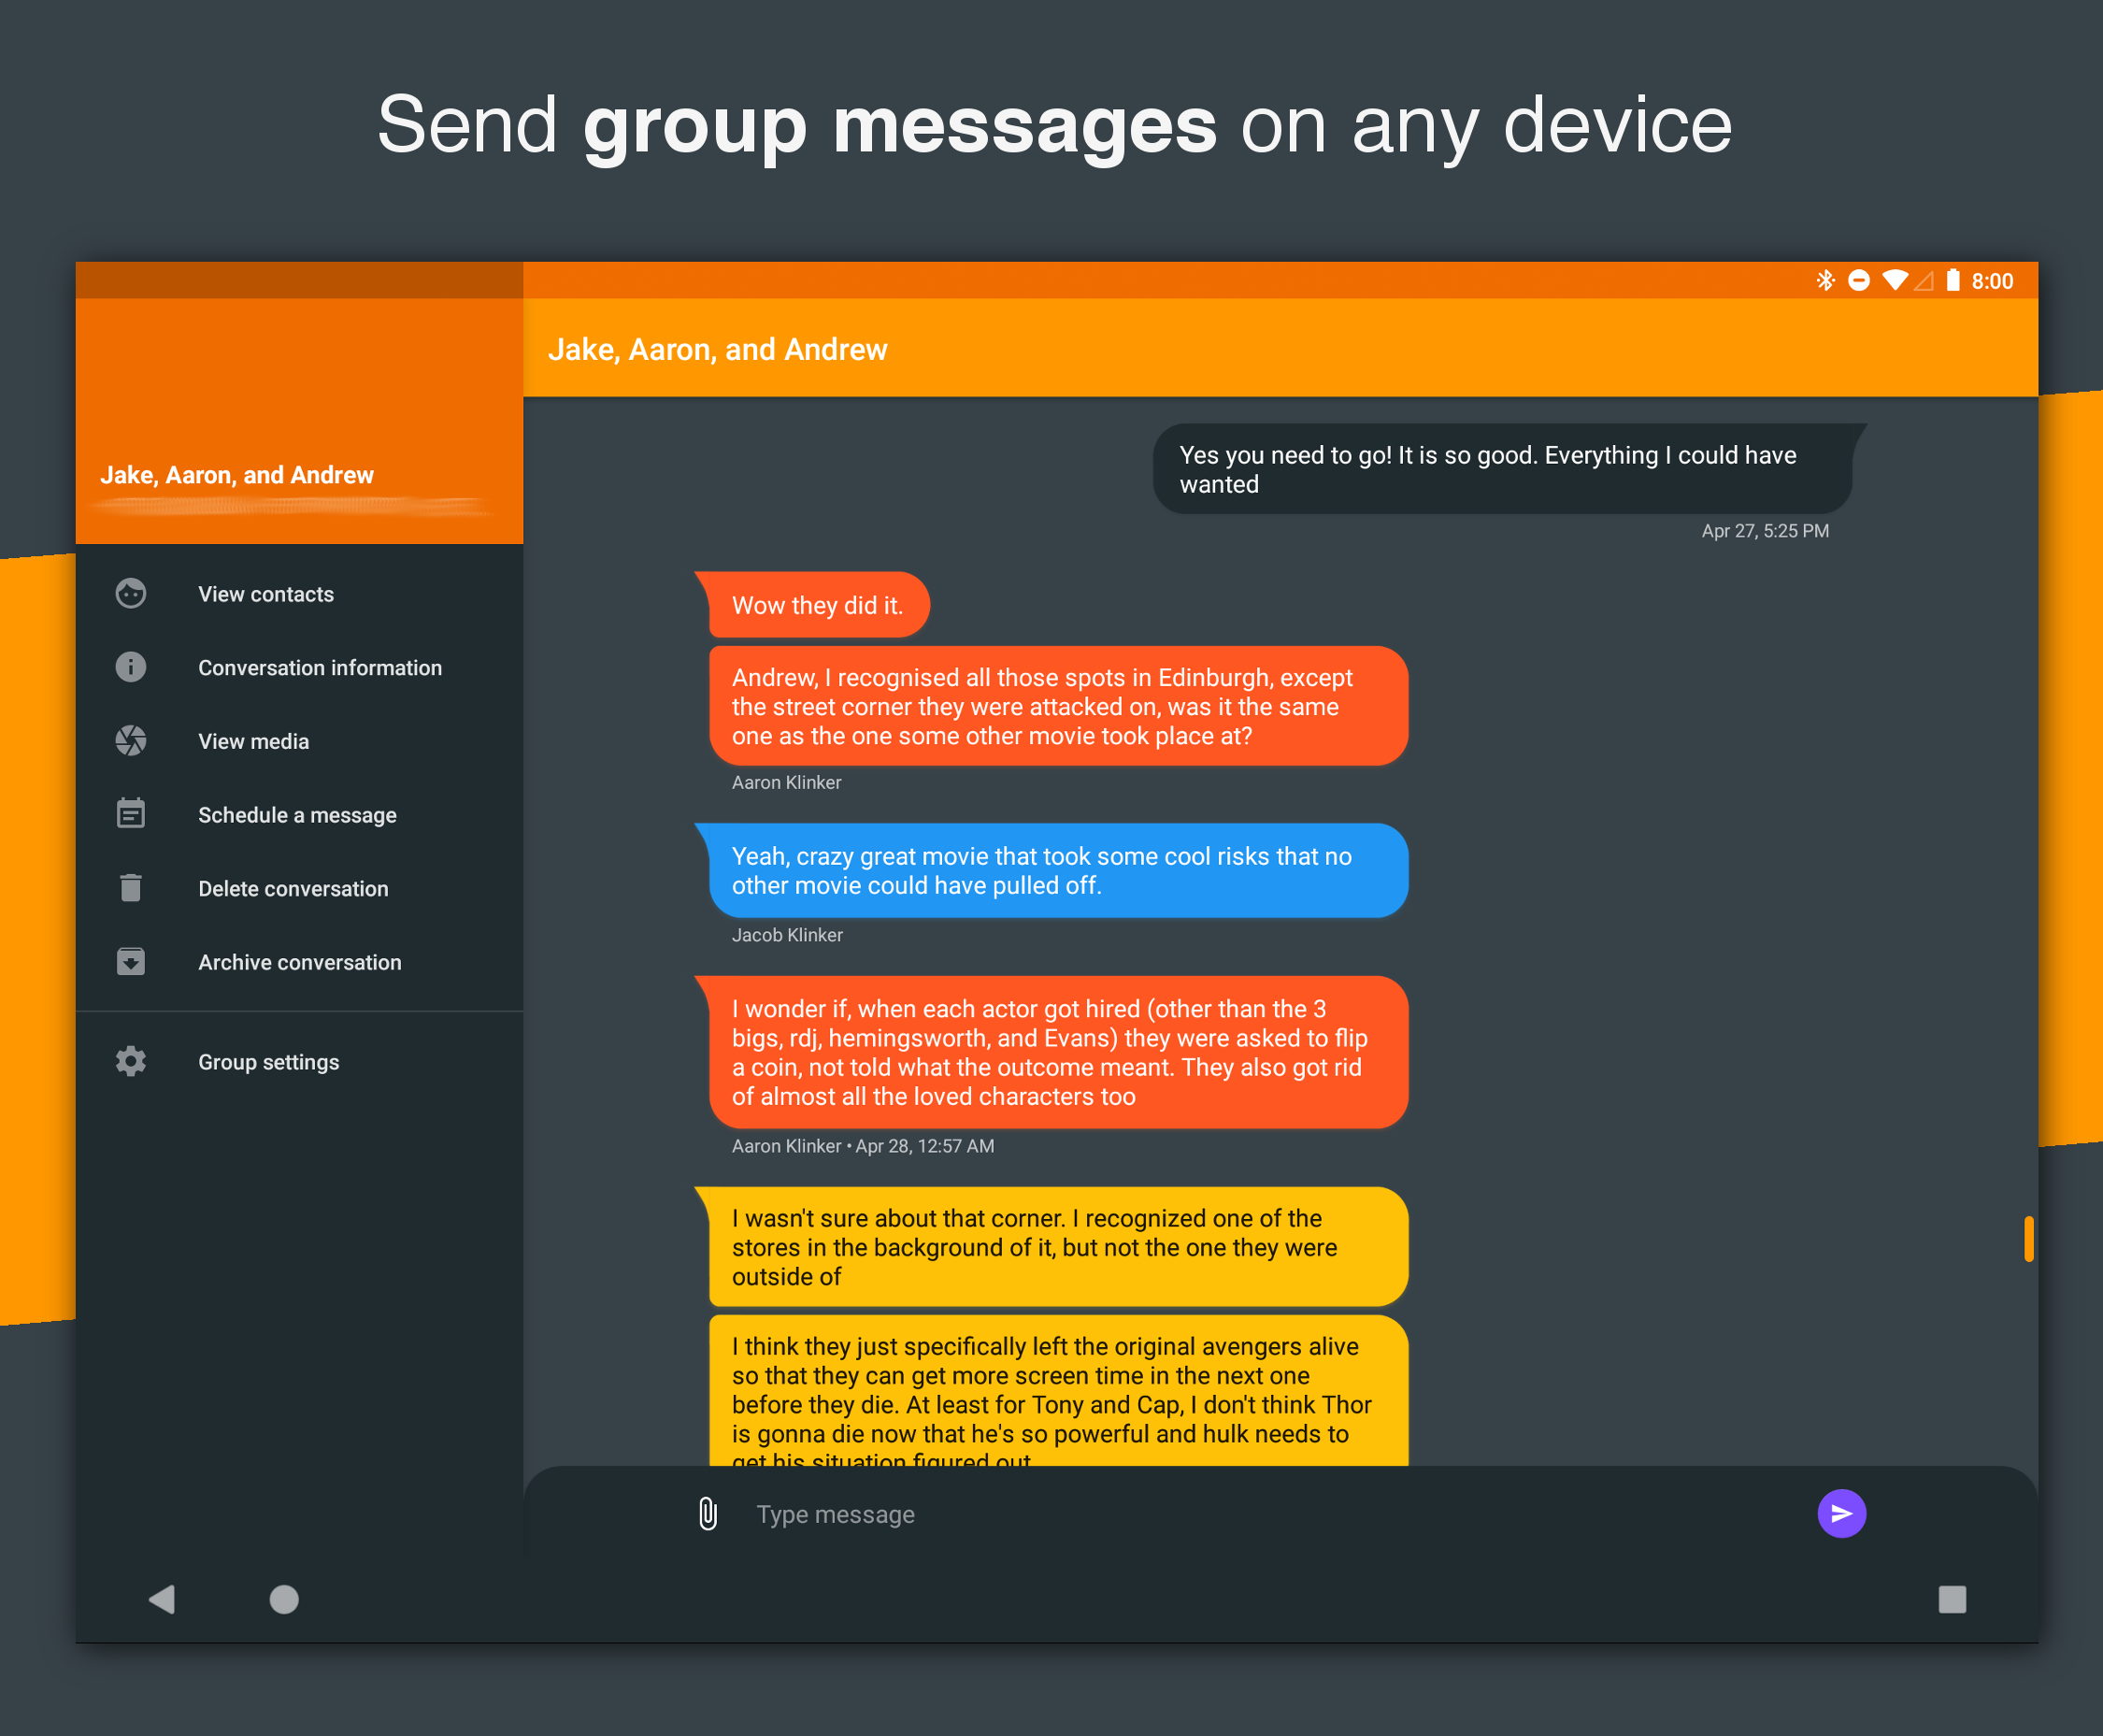 Send group messages on any device
8:00
Jake, Aaron, and Andrew
Jake, Aaron, and Andrew
View contacts
Conversation information
View media
Schedule a message
Delete conversation
Archive conversation
Group settings
Yes you need to go! It is so good. Everything I could have
wanted
Apr 27, 5:25 PM
Wow they did it.
Andrew, I recognised all those spots in Edinburgh, except
the street corner they were attacked on, was it the same
one as the one some other movie took place at?
Aaron Klinker
Yeah, crazy great movie that took some cool risks that no
other movie could have pulled off.
Jacob Klinker
I wonder if, when each actor got hired (other than the 3
bigs, rdj, hemingsworth, and Evans) they were asked to flip
a coin, not told what the outcome meant. They also got rid
of almost all the loved characters too
Aaron Klinker • Apr 28, 12:57 AM
I wasn't sure about that corner. I recognized one of the
stores in the background of it, but not the one they were
outside of
I think they just specifically left the original avengers alive
so that they can get more screen time in the next one
before they die. At least for Tony and Cap, I don't think Thor
is gonna die now that he's so powerful and hulk needs to
get his situation figured out
Type message